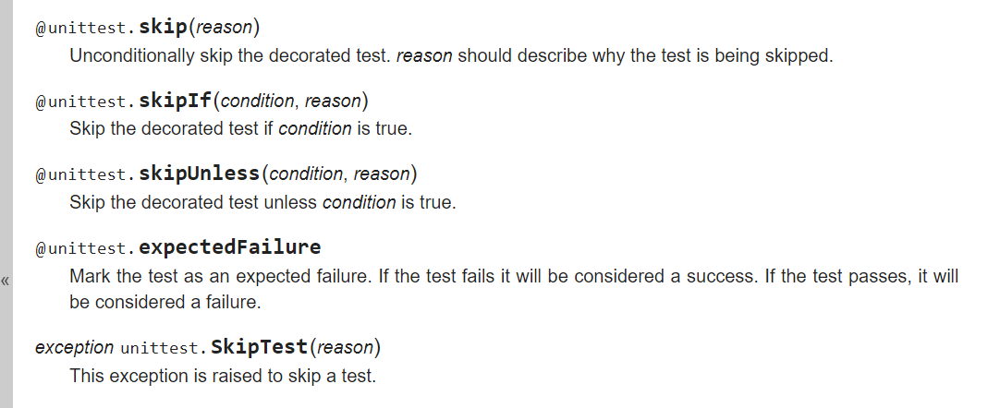 @unittest.skip(reason)
Unconditionally skip the decorated test. reason should describe why the test is being skipped.
@unittest.skipIf(condition, reason)
Skip the decorated test if condition is true.
@unittest.skipUnless(condition, reason)
Skip the decorated test unless condition is true.
@unittest.expectedFailure
Mark the test as an expected failure. If the test fails it will be considered a success. If the test passes, it will
be considered a failure.
«
exception unittest.SkipTest(reason)
This exception is raised to skip a test.